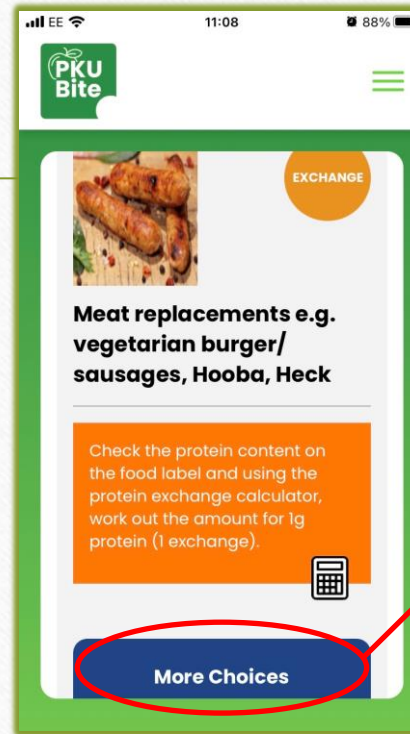 EE
11:08
88%
PKU
Bite
EXCHANGE
Meat replacements e.g.
vegetarian burger/
sausages, Hooba, Heck
Check the protein content on
the food label and using the
protein exchange calculator,
work out the amount for 1g
protein (1 exchange).
More Choices